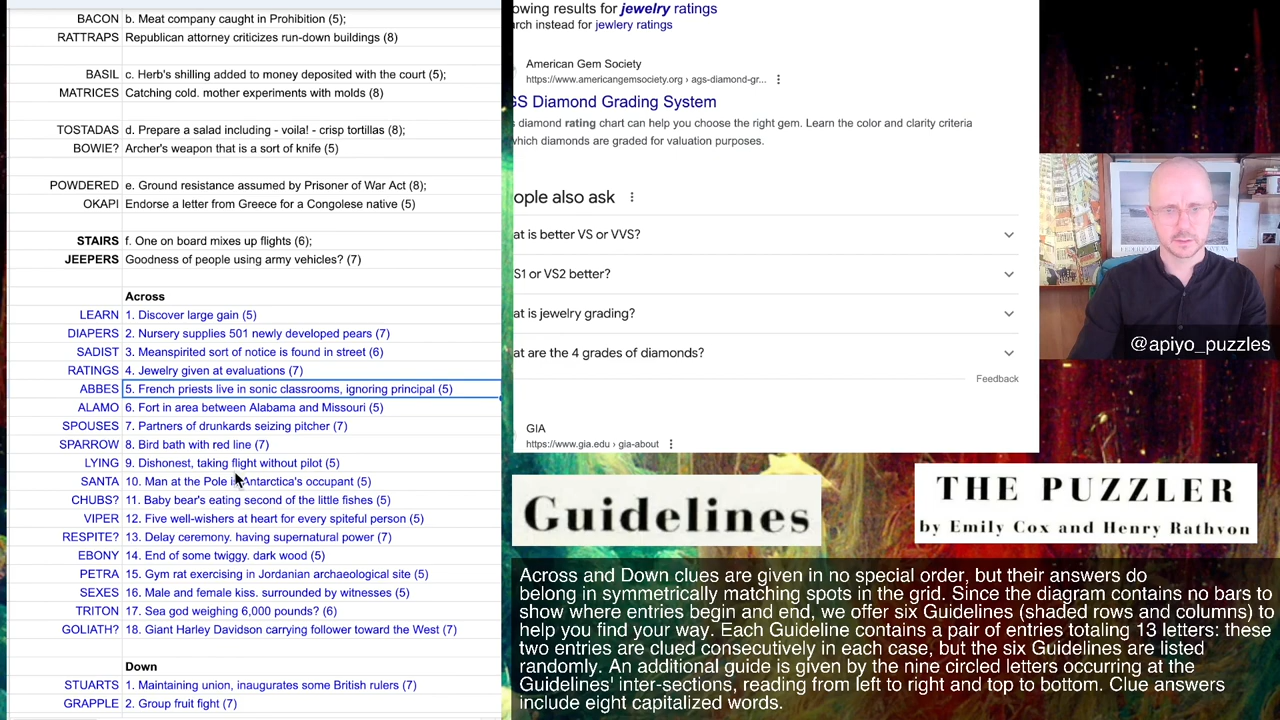 BACON b. Meat company caught in Prohibition (5);
RATTRAPS Republican attorney criticizes run-down buildings (8)
BASIL c. Herb's shilling added to money deposited with the court (5);
MATRICES Catching cold. mother experiments with molds (8)
TOSTADAS d. Prepare a salad including - voila! - crisp tortillas (8);
BOWIE? Archer's weapon that is a sort of knife (5)
POWDERED e. Ground resistance assumed by Prisoner of War Act (8);
OKAPI Endorse a letter from Greece for a Congolese native (5)
STAIRS f. One on board mixes up flights (6);
JEEPERS Goodness of people using army vehicles? (7)
Across
LEARN 1. Discover large gain (5)
DIAPERS 2. Nursery supplies 501 newly developed pears (7)
SADIST 3. Meanspirited sort of notice is found in street (6)
RATINGS 4. Jewelry given at evaluations (7)
ABBES 5. French priests live in sonic classrooms, ignoring principal (5)
ALAMO 6. Fort in area between Alabama and Missouri (5)
SPOUSES 7. Partners of drunkards seizing pitcher (7)
SPARROW 8. Bird bath with red line (7)
LYING 9. Dishonest, taking flight without pilot (5)
SANTA 10. Man at the Pole i Antarctica's occupant (5)
CHUBS? 11. Baby bear's eating second of the little fishes (5)
VIPER 12. Five well-wishers at heart for every spiteful person (5)
RESPITE? 13. Delay ceremony. having supernatural power (7)
EBONY 14. End of some twiggy. dark wood (5)
PETRA 15. Gym rat exercising in Jordanian archaeological site (5)
SEXES 16. Male and female kiss. surrounded by witnesses (5)
TRITON 17. Sea god weighing 6,000 pounds? (6)
GOLIATH? 18. Giant Harley Davidson carrying follower toward the West (7)
Down
STUARTS 1. Maintaining union, inaugurates some British rulers (7)
GRAPPLE 2. Group fruit fight (7)
owing results for jewelry ratings
rch instead for jewlery ratings
American Gem Society
https://www.americangemsociety.org › ags-diamond-gr...
GS Diamond Grading System
s diamond rating chart can help you choose the right gem. Learn the color and clarity criteria
which diamonds are graded for valuation purposes.
ople also ask
at is better VS or VVS?
S1 or VS2 better?
at is jewelry grading?
at are the 4 grades of diamonds?
Feedback
GIA
https://www.gia.edu › gia-about
@apiyo_puzzles
Guidelines
THE PUZZLER
by Emily Cox and Henry Rathvon
Across and Down clues are given in no special order, but their answers do
belong in symmetrically matching spots in the grid. Since the diagram contains no bars to
show where entries begin and end, we offer six Guidelines (shaded rows and columns) to
help you find your way. Each Guideline contains a pair of entries totaling 13 letters: these
two entries are clued consecutively in each case, but the six Guidelines are listed
randomly. An additional guide is given by the nine circled letters occurring at the
Guidelines' inter-sections, reading from left to right and top to bottom. Clue answers
include eight capitalized words.